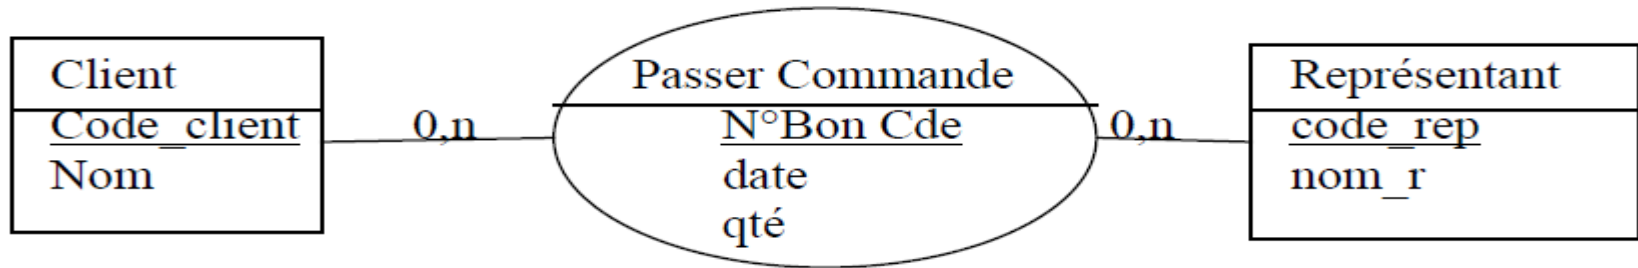 Client
Code_client
Nom
0,n
Passer Commande
N°Bon Cde
date
qté
0,n
Représentant
code_rep
nom_r